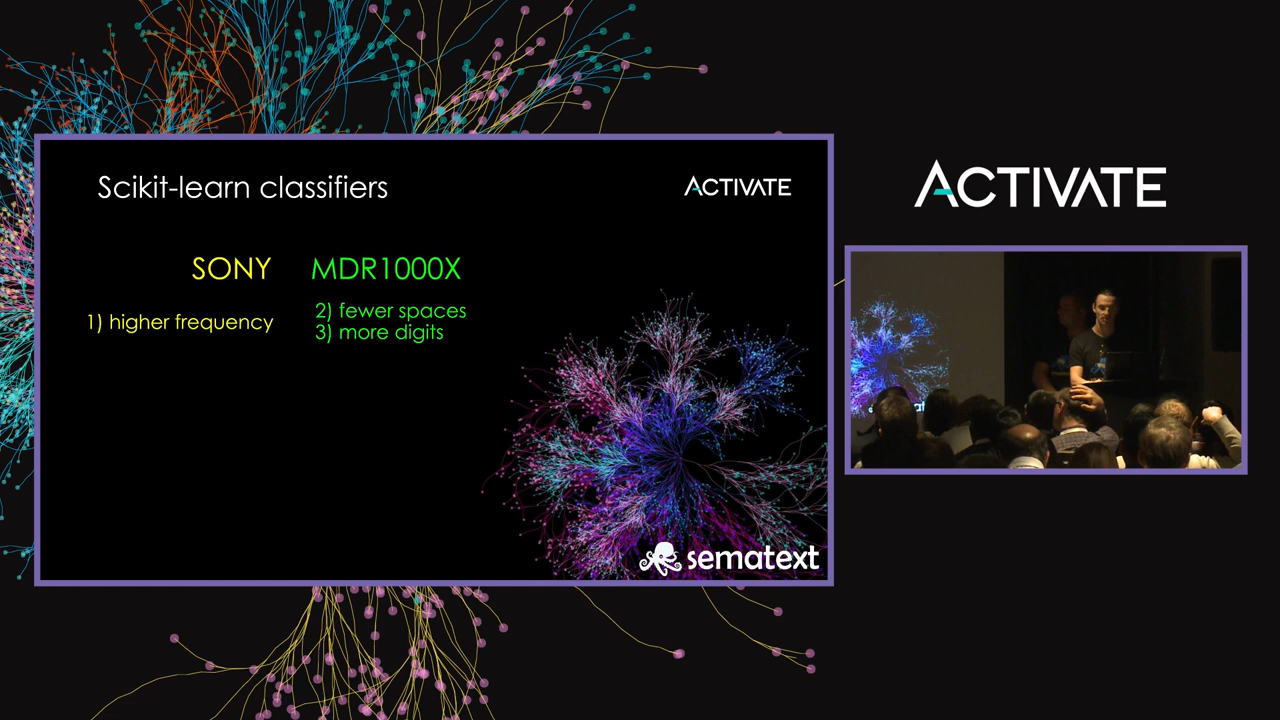 Scikit-learn classifiers
ACTIVATE
SONY MDR1000X
1) higher frequency
2) fewer spaces
3) more digits
sematext
ACTIVATE